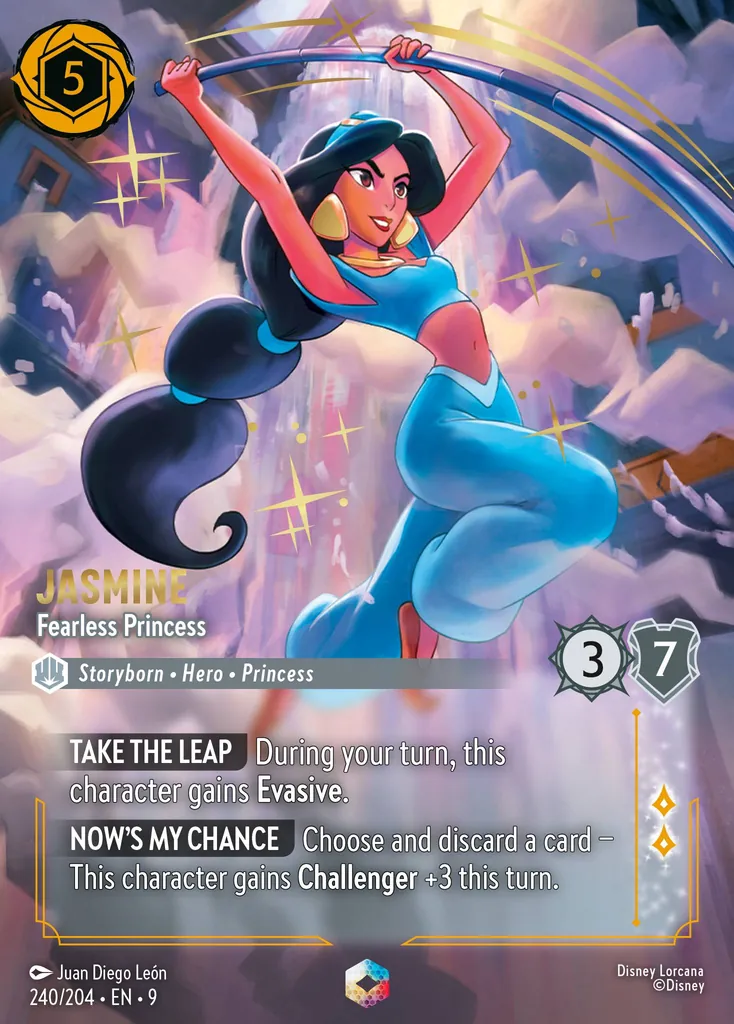 5
JASMINE
Fearless Princess
Storyborn • Hero • Princess
3
7
TAKE THE LEAP During your turn, this
character gains Evasive.
NOW'S MY CHANCE Choose and discard a card –
This character gains Challenger +3 this turn.
Juan Diego León
240/204 • EN • 9
Disney Lorcana
©Disney